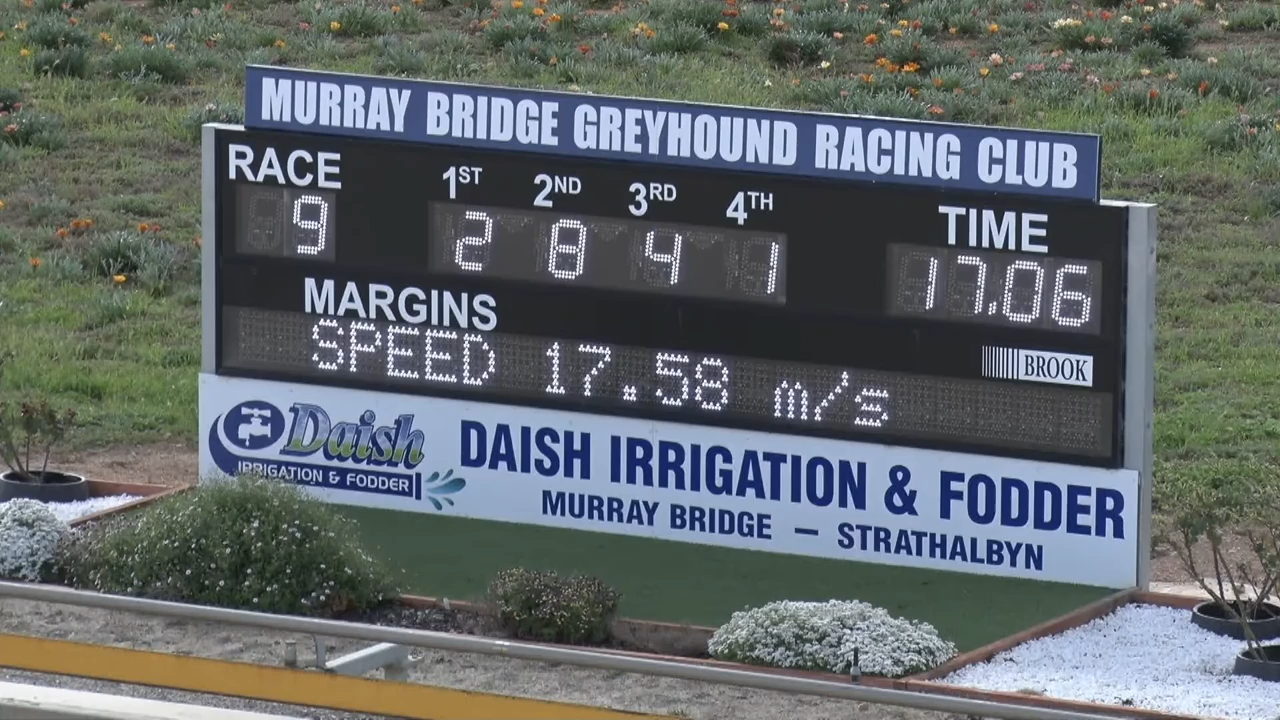 MURRAY BRIDGE GREYHOUND RACING CLUB
RACE 1ST 2ND 3RD 4TH TIME
9 2 8 4 1 17.06
MARGINS
SPEED 17.58 m/s
BROOK
Daish
IRRIGATION & FODDER
DAISH IRRIGATION & FODDER
MURRAY BRIDGE — STRATHALBYN